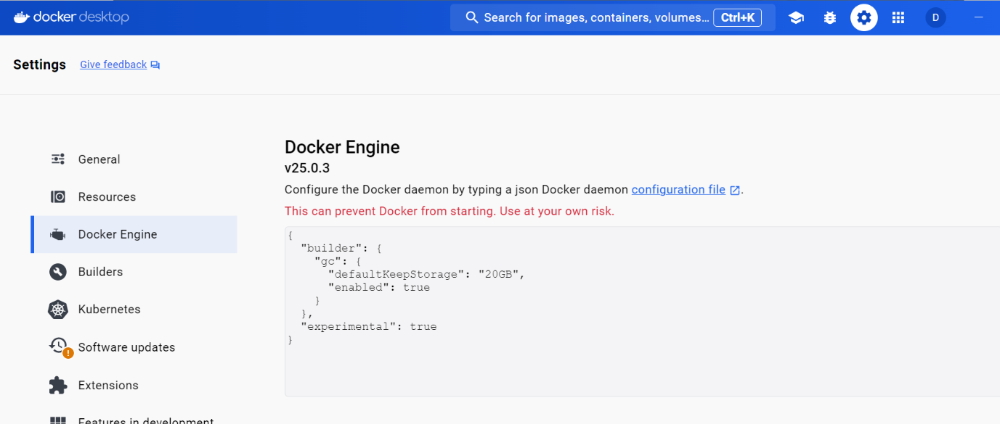 docker desktop
Search for images, containers, volumes... Ctrl+K
D
Settings
Give feedback
General
Resources
Docker Engine
Builders
Kubernetes
Software updates
Extensions
Features in development
Docker Engine
v25.0.3
Configure the Docker daemon by typing a json Docker daemon configuration file.
This can prevent Docker from starting. Use at your own risk.
{
  "builder": {
    "gc": {
      "defaultKeepStorage": "20GB",
      "enabled": true
    }
  },
  "experimental": true
}